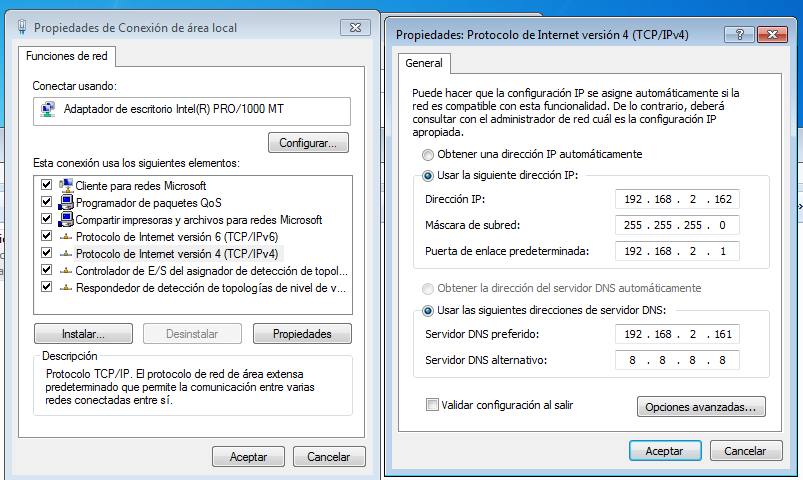 Propiedades de Conexión de área local
Funciones de red
Conectar usando:
Adaptador de escritorio Intel(R) PRO/1000 MT
Configurar...
Esta conexión usa los siguientes elementos:
Cliente para redes Microsoft
Programador de paquetes QoS
Compartir impresoras y archivos para redes Microsoft
Protocolo de Internet versión 6 (TCP/IPv6)
Protocolo de Internet versión 4 (TCP/IPv4)
Controlador de E/S del asignador de detección de topol...
Respondedor de detección de topologías de nivel de v...
Instalar...
Desinstalar
Propiedades
Descripción
Protocolo TCP/IP. El protocolo de red de área extensa
predeterminado que permite la comunicación entre varias
redes conectadas entre sí.
Aceptar
Cancelar
Propiedades: Protocolo de Internet versión 4 (TCP/IPv4)
General
Puede hacer que la configuración IP se asigne automáticamente si la
red es compatible con esta funcionalidad. De lo contrario, deberá
consultar con el administrador de red cuál es la configuración IP
apropiada.
Obtener una dirección IP automáticamente
Usar la siguiente dirección IP:
Dirección IP: 192 . 168 . 2 . 162
Máscara de subred: 255 . 255 . 255 . 0
Puerta de enlace predeterminada: 192 . 168 . 2 . 1
Obtener la dirección del servidor DNS automáticamente
Usar las siguientes direcciones de servidor DNS:
Servidor DNS preferido: 192 . 168 . 2 . 161
Servidor DNS alternativo: 8 . 8 . 8 . 8
Validar configuración al salir
Opciones avanzadas...
Aceptar
Cancelar